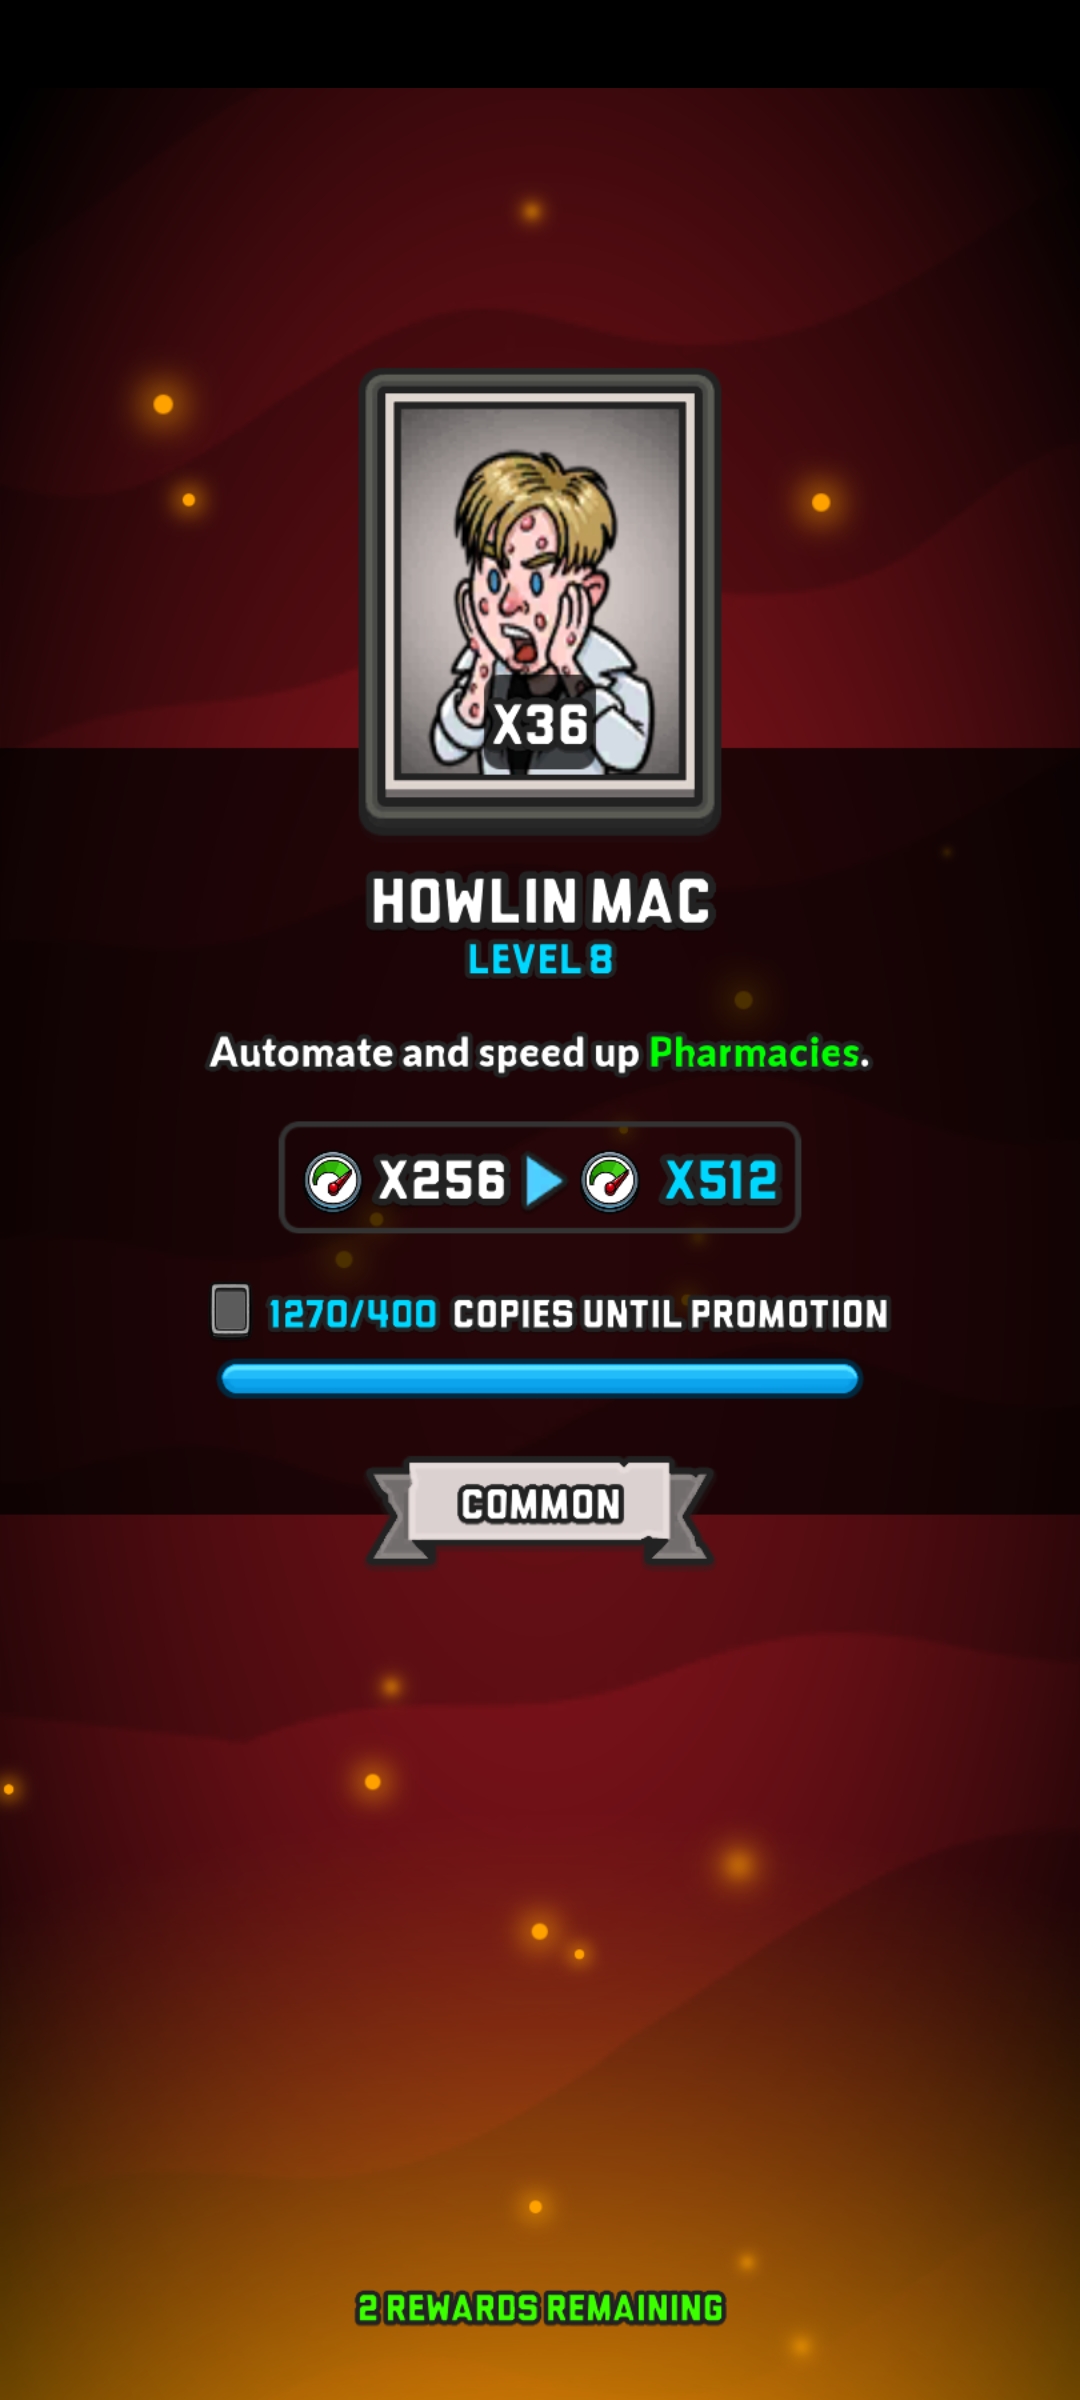 X36
HOWLIN MAC
LEVEL 8
Automate and speed up Pharmacies.
X256 X512
1270/400 COPIES UNTIL PROMOTION
COMMON
2 REWARDS REMAINING